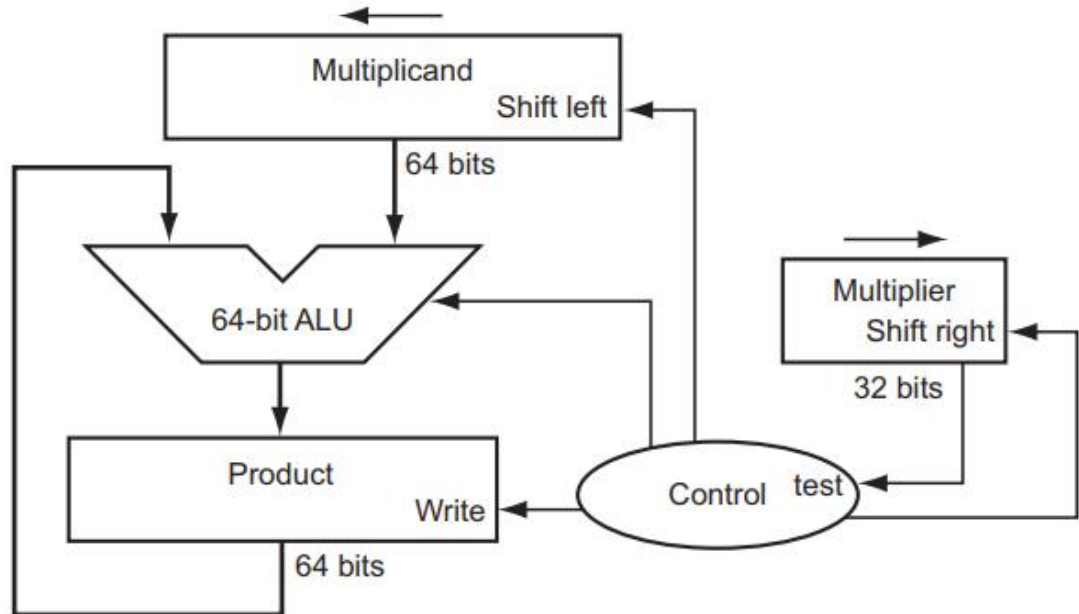 Multiplicand
Shift left
64 bits
64-bit ALU
Multiplier
Shift right
32 bits
Product
Write
Control
test
64 bits